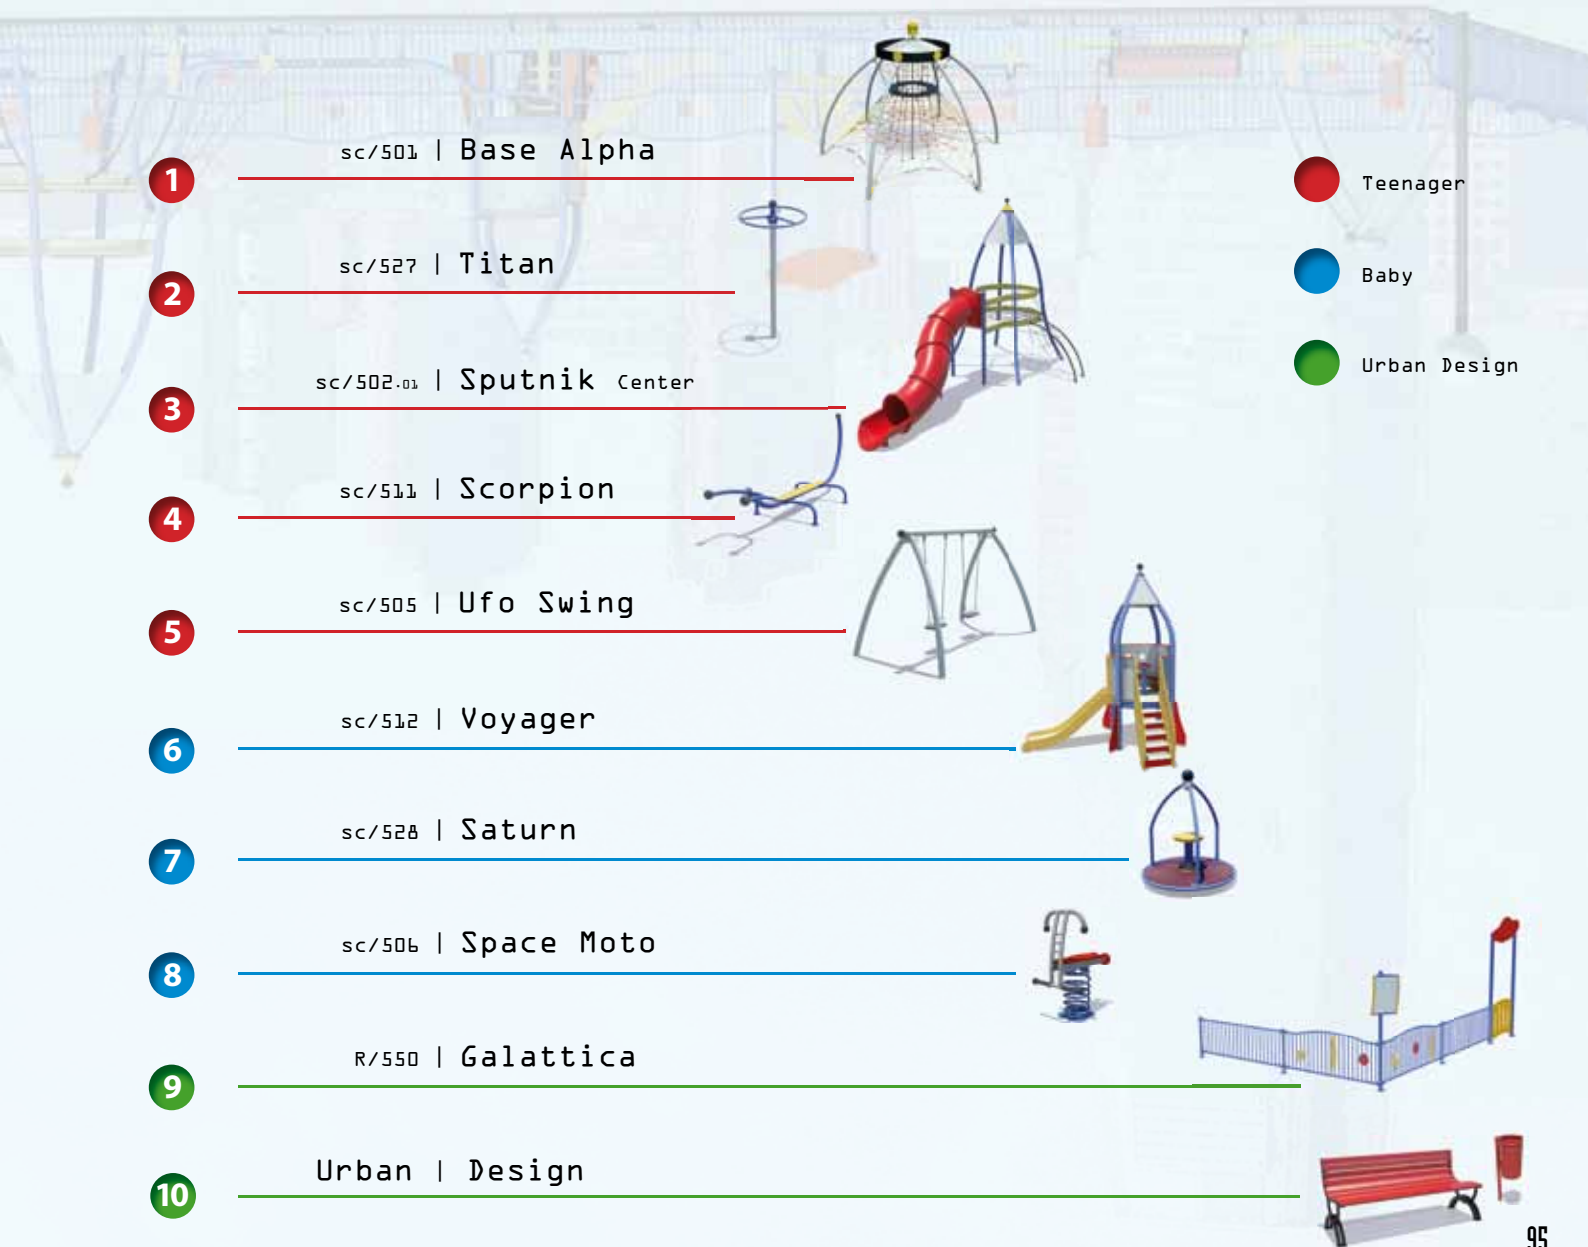 sc/501 | Base Alpha
1
sc/527 | Titan
2
sc/502.01 | Sputnik Center
3
sc/511 | Scorpion
4
sc/505 | Ufo Swing
5
sc/512 | Voyager
6
sc/528 | Saturn
7
sc/506 | Space Moto
8
R/550 | Galattica
9
Urban | Design
10
Teenager
Baby
Urban Design
95